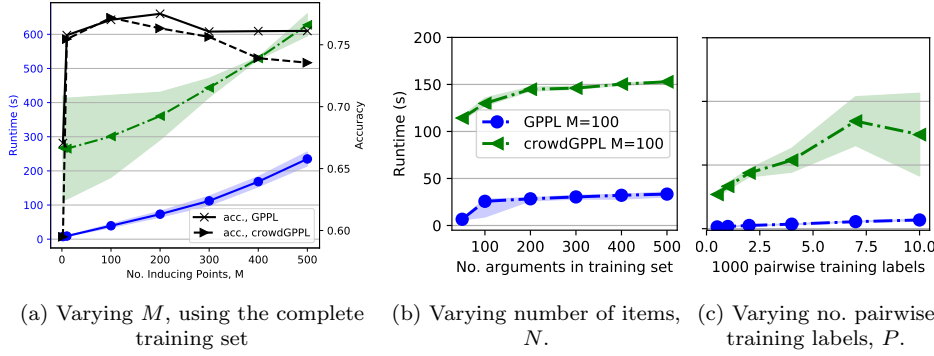 600
500
400
300
200
100
0
Runtime (s)
0.75
0.70
0.65
0.60
Accuracy
acc., GPPL
acc., crowdGPPL
0 100 200 300 400 500
No. Inducing Points, M
200
150
100
50
0
Runtime (s)
GPPL M=100
crowdGPPL M=100
100 200 300 400 500
No. arguments in training set
0.0 2.5 5.0 7.5 10.0
1000 pairwise training labels
(a) Varying M, using the complete
training set
(b) Varying number of items,
N.
(c) Varying no. pairwise
training labels, P.